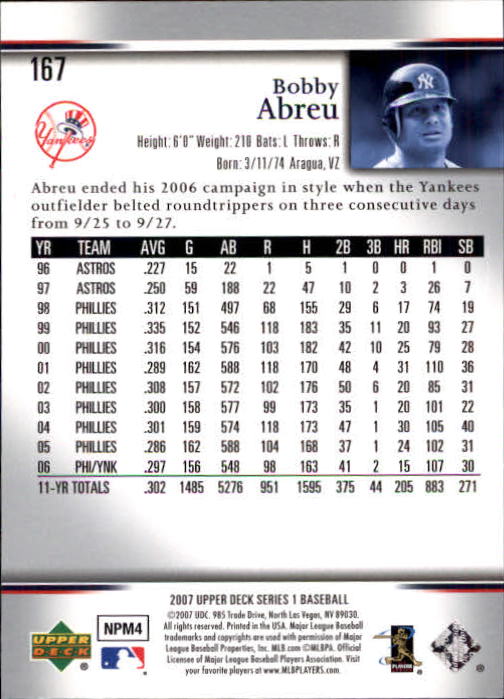 167
Bobby
Abreu
Yankees
NY
Height: 6'0" Weight: 210 Bats: L Throws: R
Born: 3/11/74 Aragua, VZ
Abreu ended his 2006 campaign in style when the Yankees
outfielder belted roundtrippers on three consecutive days
from 9/25 to 9/27.
YR TEAM AVG G AB R H 2B 3B HR RBI SB
96 ASTROS .227 15 22 1 5 1 0 0 1 0
97 ASTROS .250 59 188 22 47 10 2 3 26 7
98 PHILLIES .312 151 497 68 155 29 6 17 74 19
99 PHILLIES .335 152 546 118 183 35 11 20 93 27
00 PHILLIES .316 154 576 103 182 42 10 25 79 28
01 PHILLIES .289 162 588 118 170 48 4 31 110 36
02 PHILLIES .308 157 572 102 176 50 6 20 85 31
03 PHILLIES .300 158 577 99 173 35 1 20 101 22
04 PHILLIES .301 159 574 118 173 47 1 30 105 40
05 PHILLIES .286 162 588 104 168 37 1 24 102 31
06 PHI/YNK .297 156 548 98 163 41 2 15 107 30
11-YR TOTALS .302 1485 5276 951 1595 375 44 205 883 271
2007 UPPER DECK SERIES 1 BASEBALL
©2007 UDC. 985 Trade Drive, North Las Vegas, NV 89030.
All rights reserved. Printed in the USA. Major League Baseball
trademarks and copyrights are used with permission of Major
League Baseball Properties, Inc. MLB.com ©MLBPA. Official
Licensee of Major League Baseball Players Association. Visit
your favorite players at www.MLBPLAYERS.com.
UPPER
DECK
NPM4
PLAYERS